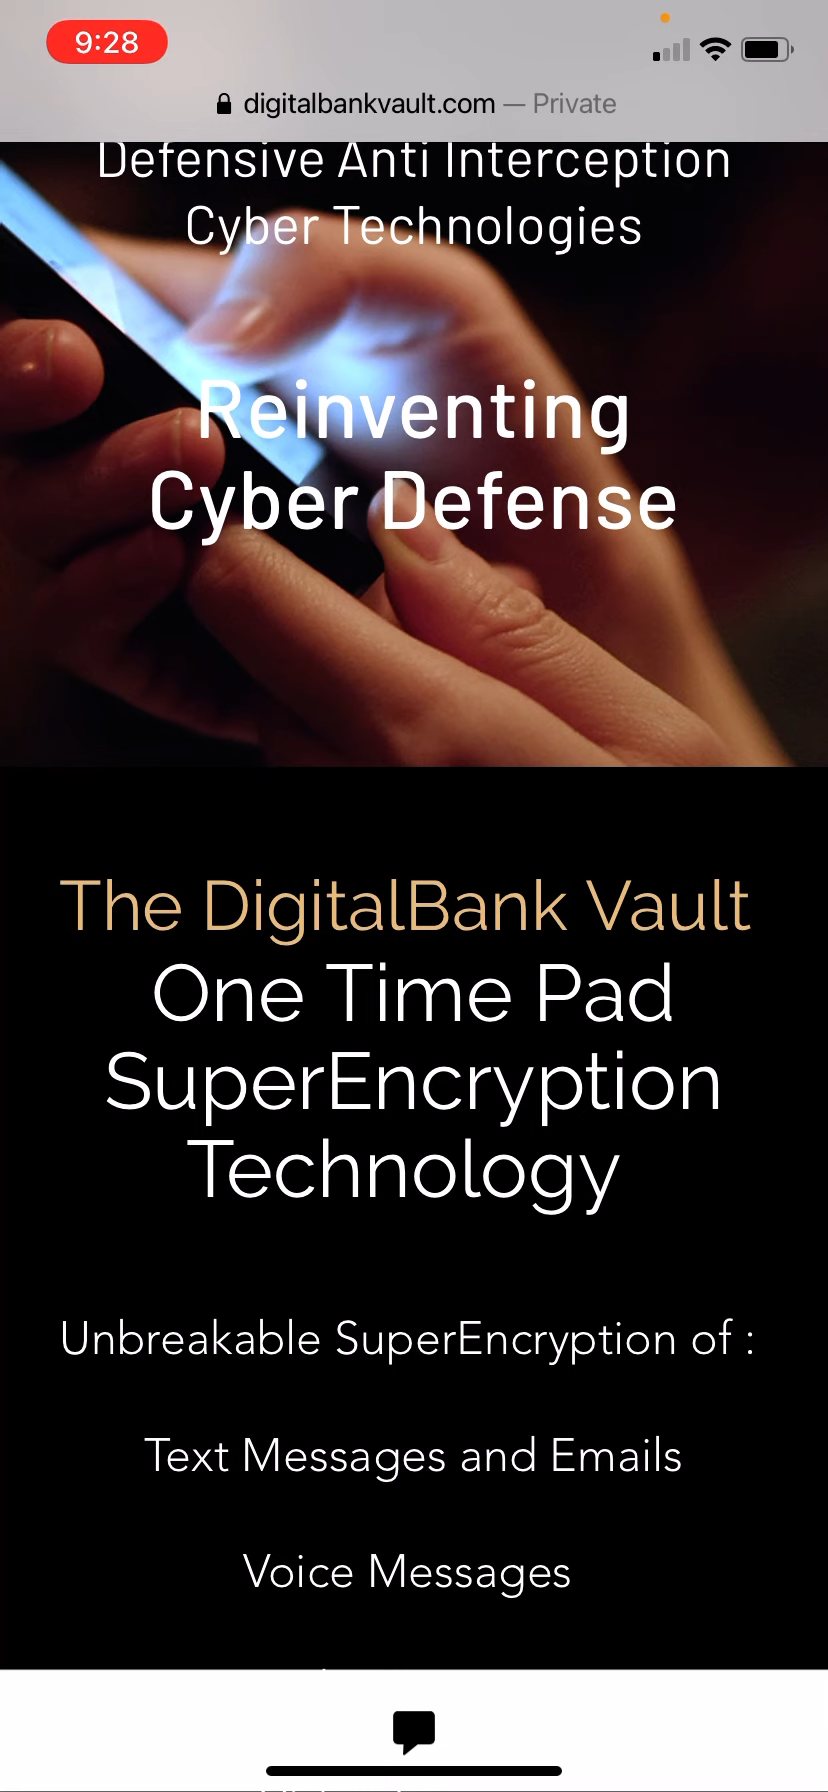 9:28
digitalbankvault.com — Private
Defensive Anti Interception
Cyber Technologies
Reinventing
Cyber Defense
The DigitalBank Vault
One Time Pad
SuperEncryption
Technology
Unbreakable SuperEncryption of :
Text Messages and Emails
Voice Messages